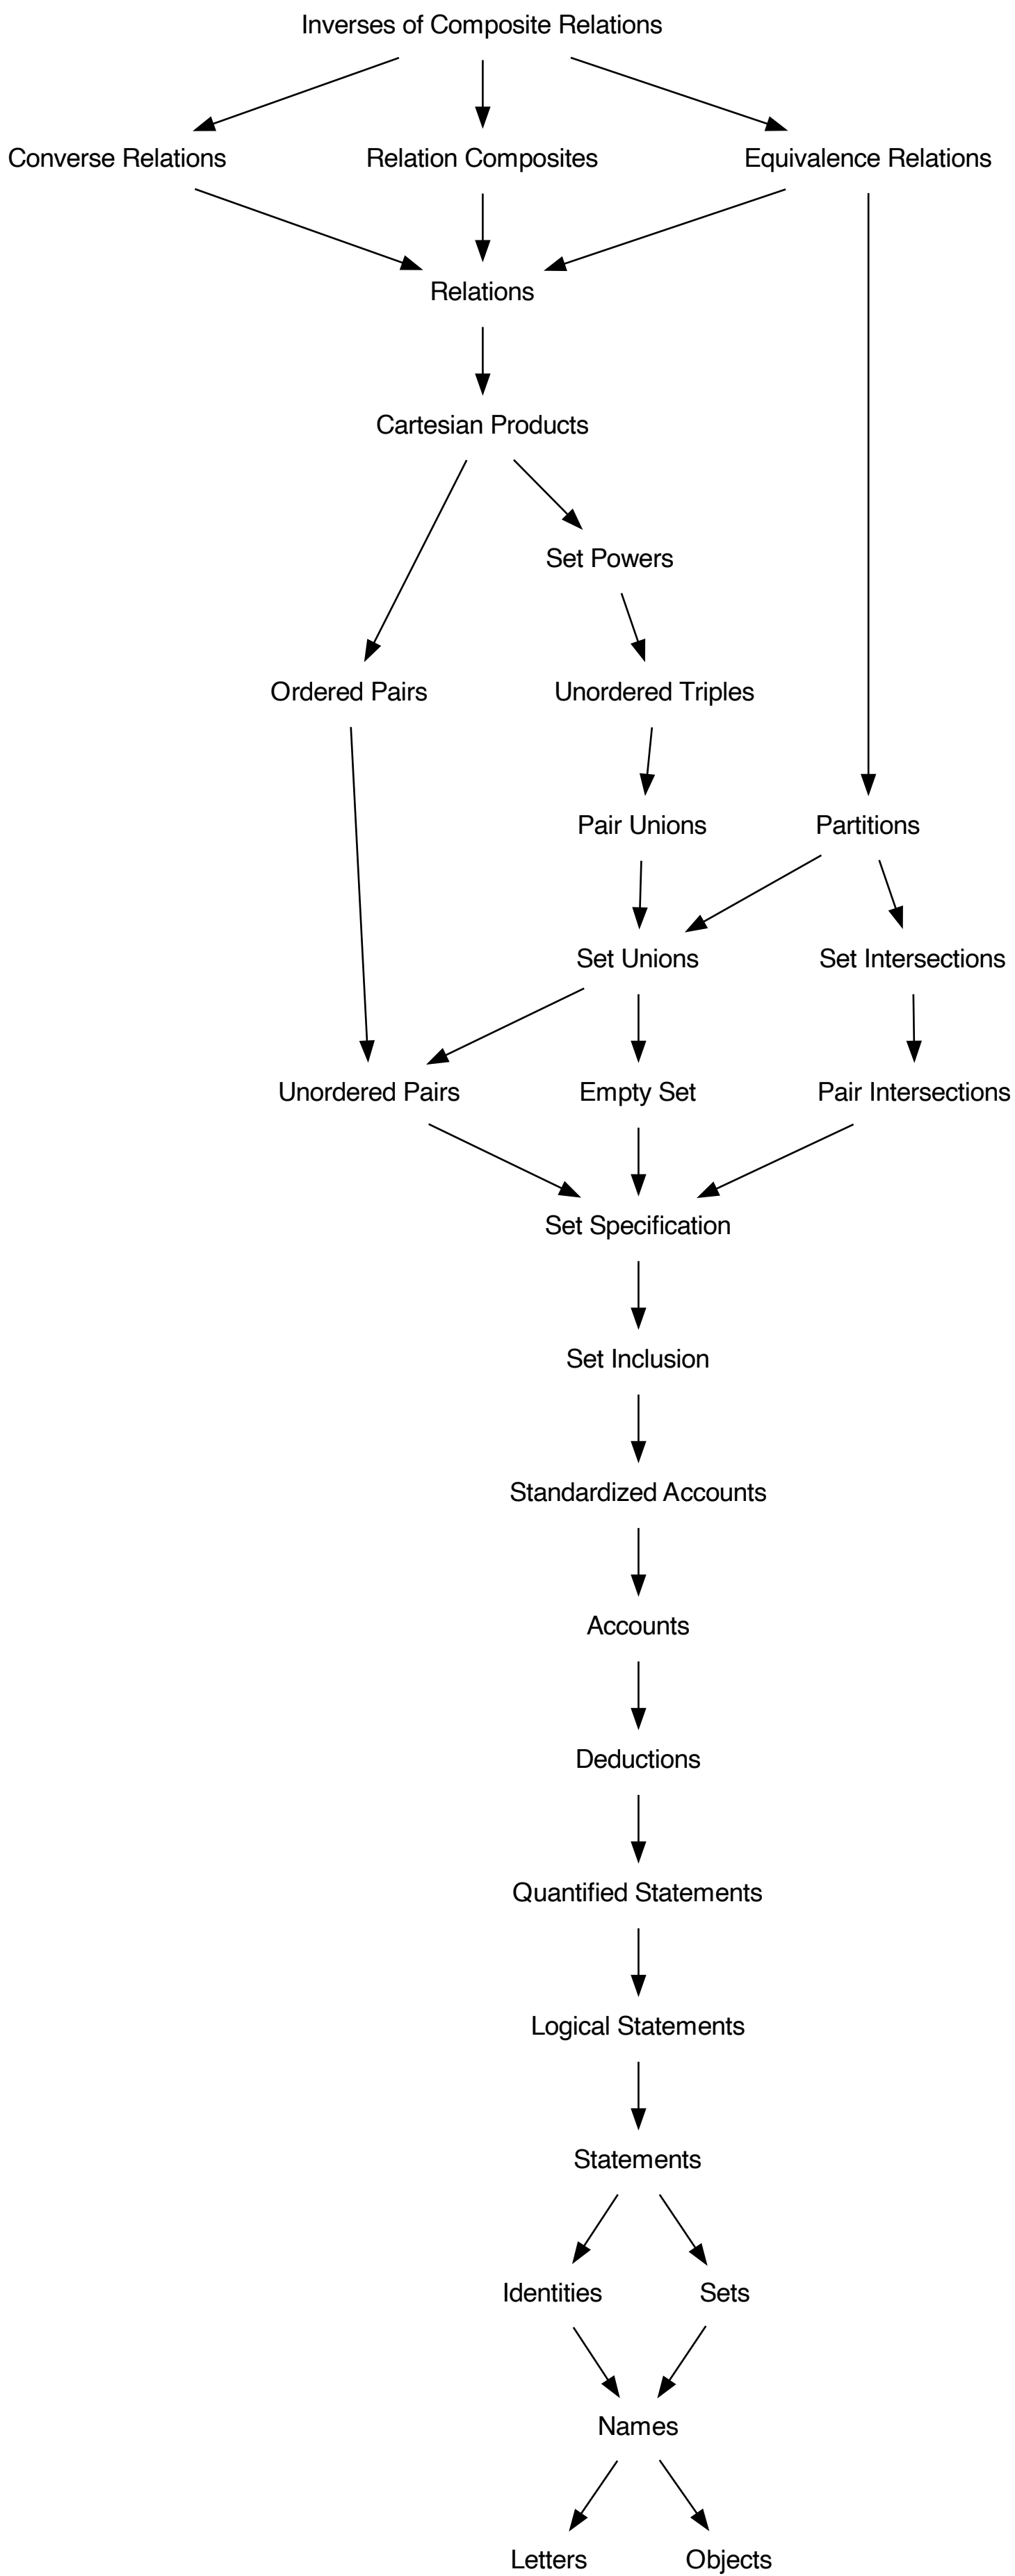 Inverses of Composite Relations
Converse Relations
Relation Composites
Equivalence Relations
Relations
Cartesian Products
Set Powers
Ordered Pairs
Unordered Triples
Pair Unions
Partitions
Set Unions
Set Intersections
Unordered Pairs
Empty Set
Pair Intersections
Set Specification
Set Inclusion
Standardized Accounts
Accounts
Deductions
Quantified Statements
Logical Statements
Statements
Identities
Sets
Names
Letters
Objects